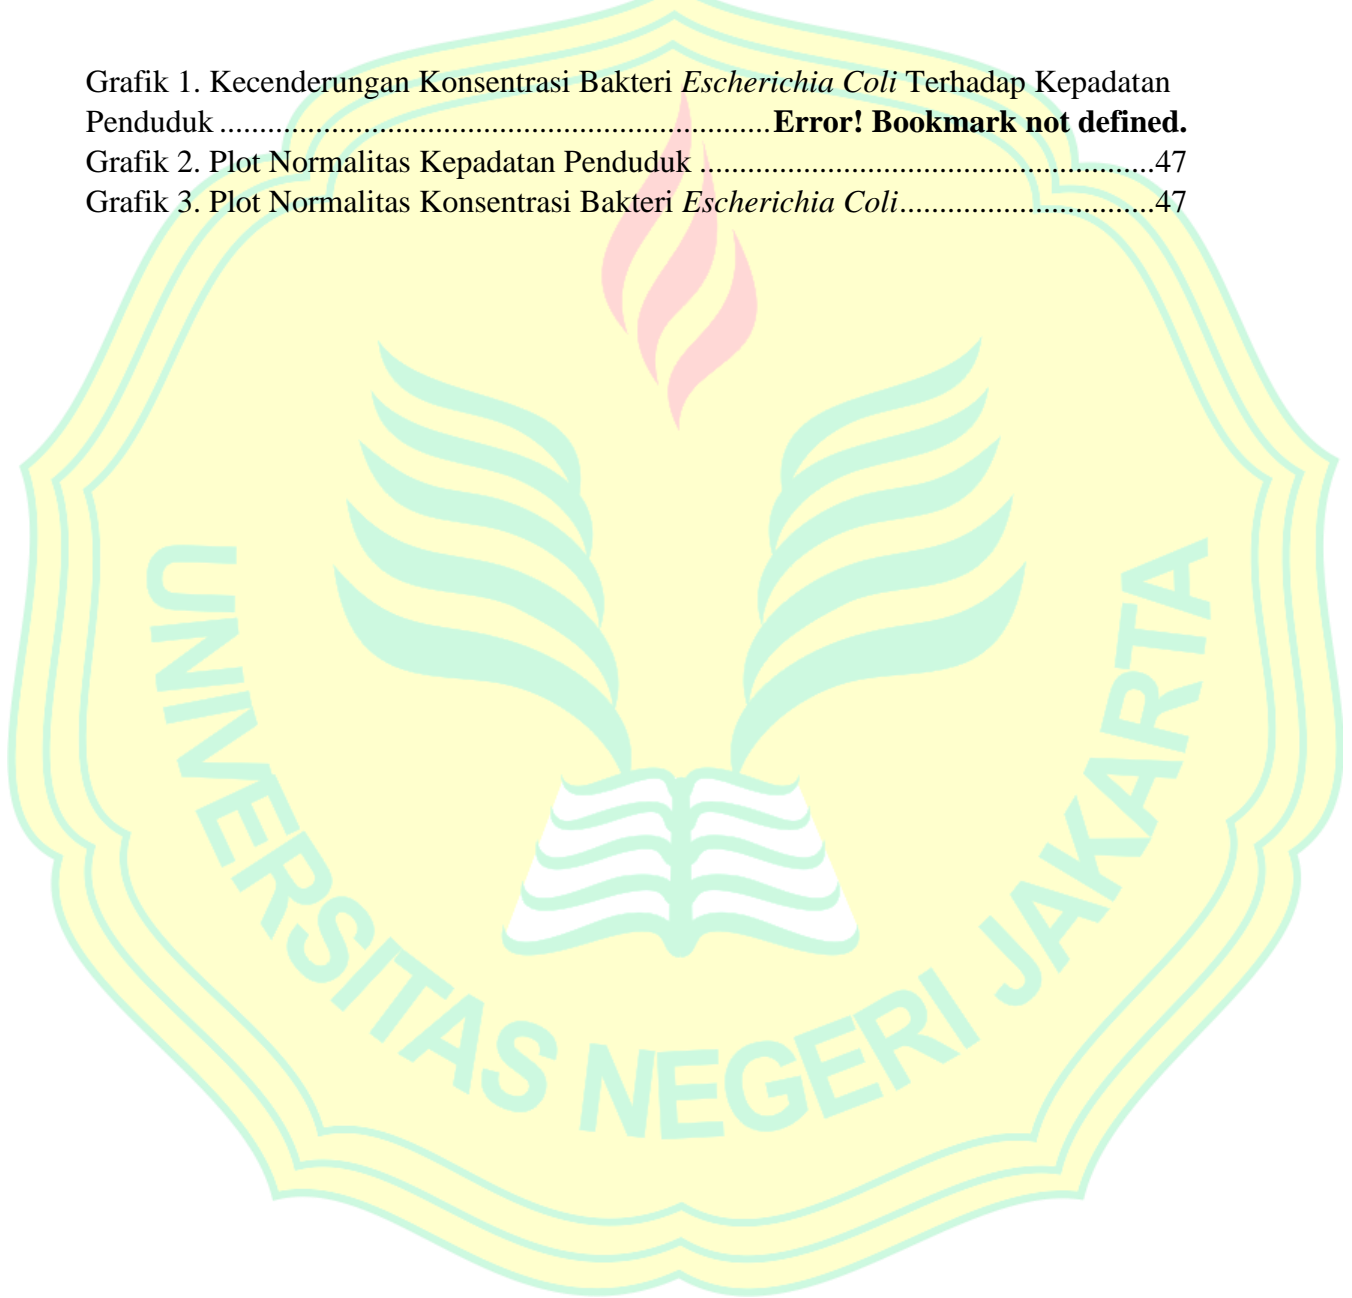 Grafik 1. Kecenderungan Konsentrasi Bakteri Escherichia Coli Terhadap Kepadatan
Penduduk ..................................................................... Error! Bookmark not defined.
Grafik 2. Plot Normalitas Kepadatan Penduduk .........................................................47
Grafik 3. Plot Normalitas Konsentrasi Bakteri Escherichia Coli................................47
UNIVERSITAS NEGERI JAKARTA